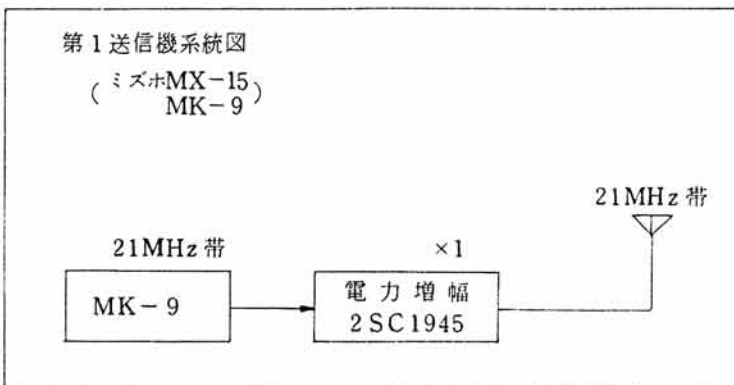 第1送信機系統図
(ミズホMX-15
MK-9)
21MHz帯
21MHz帯
×1
MK-9
電力増幅
2SC1945